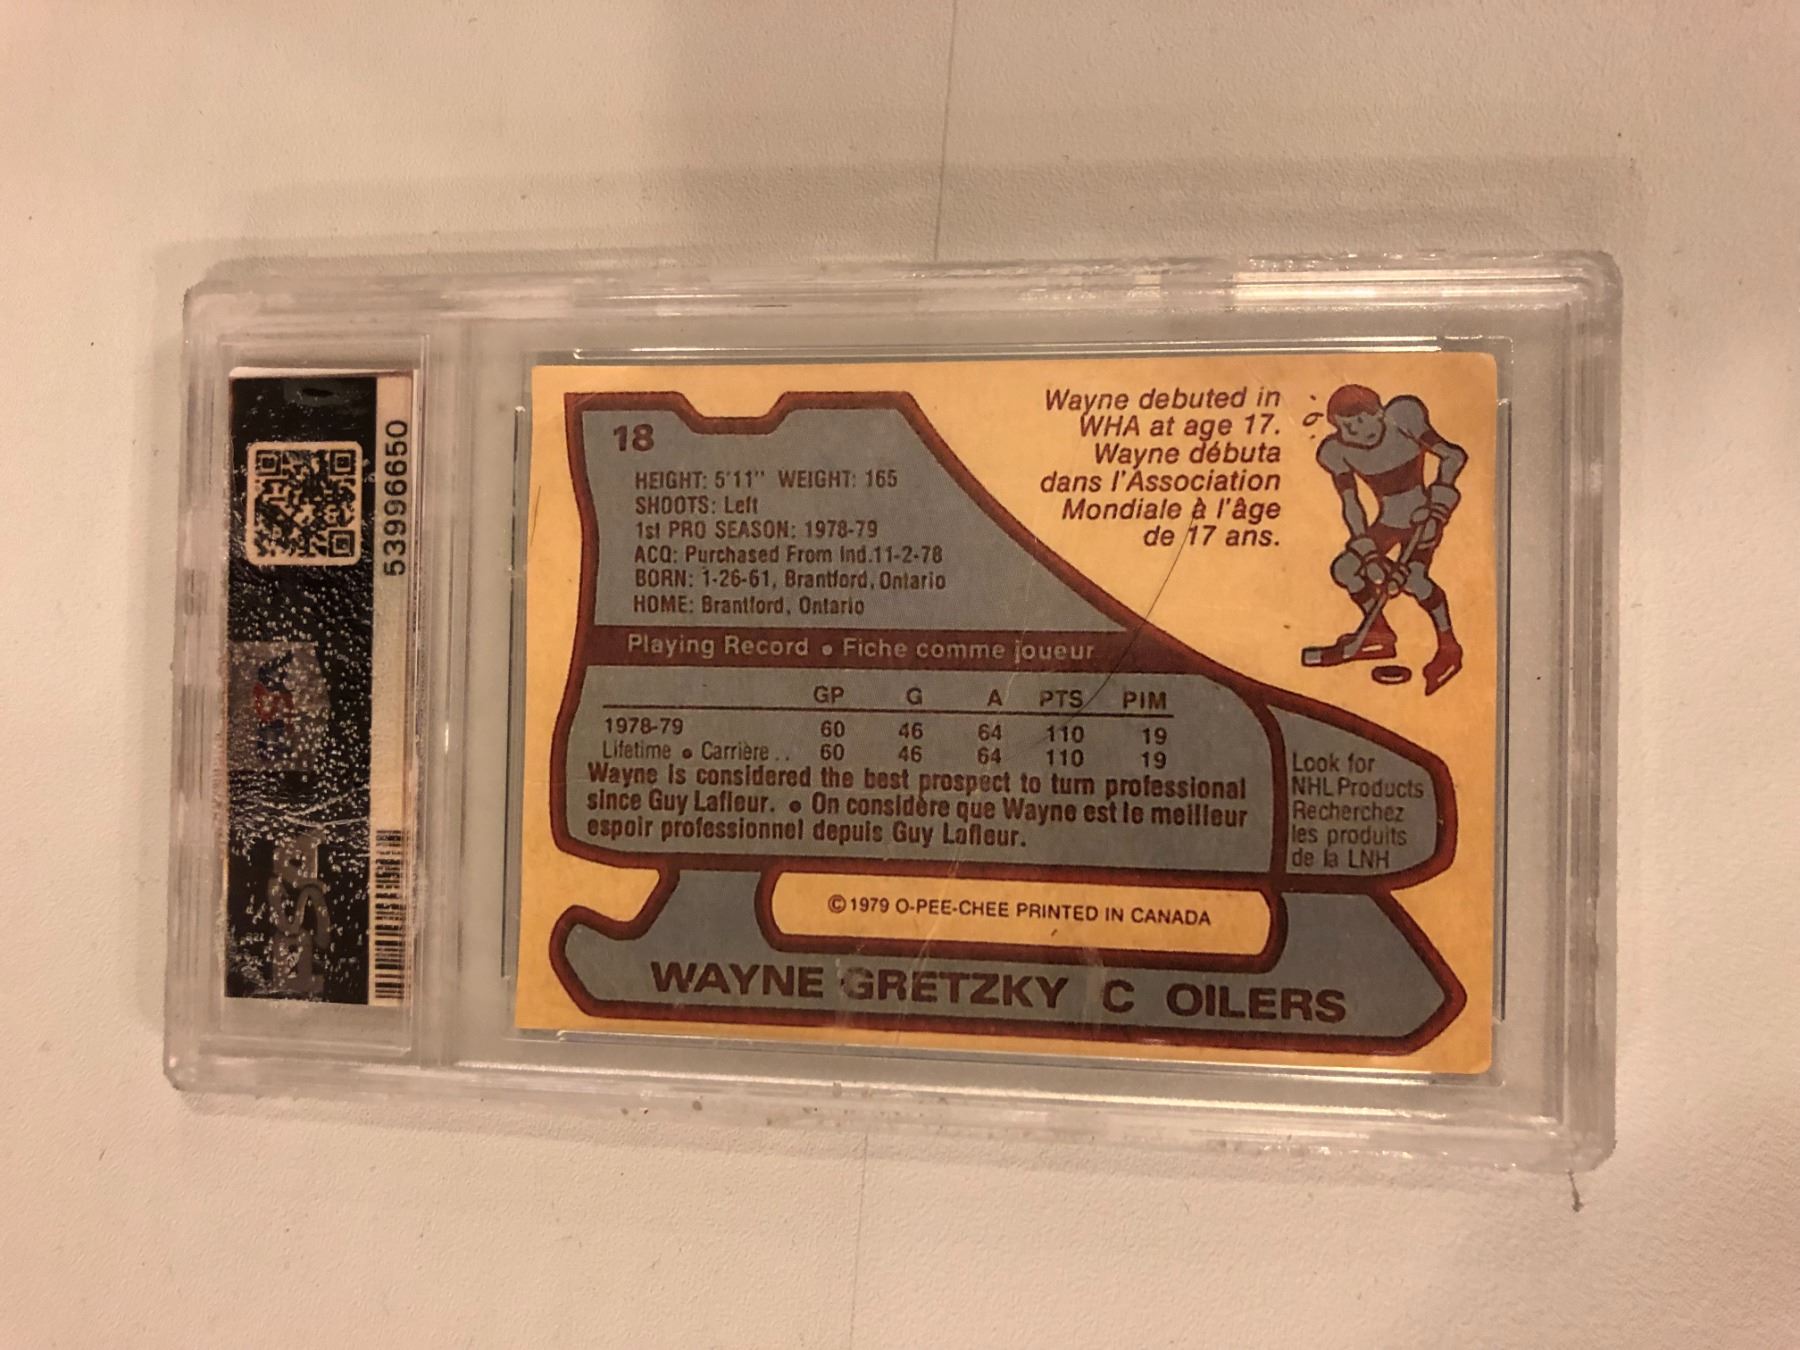 53996650
PSA
18
HEIGHT: 5'11" WEIGHT: 165
SHOOTS: Left
1st PRO SEASON: 1978-79
ACQ: Purchased From Ind.11-2-78
BORN: 1-26-61, Brantford, Ontario
HOME: Brantford, Ontario
Wayne debuted in
WHA at age 17.
Wayne débuta
dans l'Association
Mondiale à l'âge
de 17 ans.
Playing Record • Fiche comme joueur
GP G A PTS PIM
1978-79 60 46 64 110 19
Lifetime • Carrière .. 60 46 64 110 19
Wayne is considered the best prospect to turn professional
since Guy Lafleur. • On considère que Wayne est le meilleur
espoir professionnel depuis Guy Lafleur.
Look for
NHL Products
Recherchez
les produits
de la LNH
©1979 O-PEE-CHEE PRINTED IN CANADA
WAYNE GRETZKY C OILERS